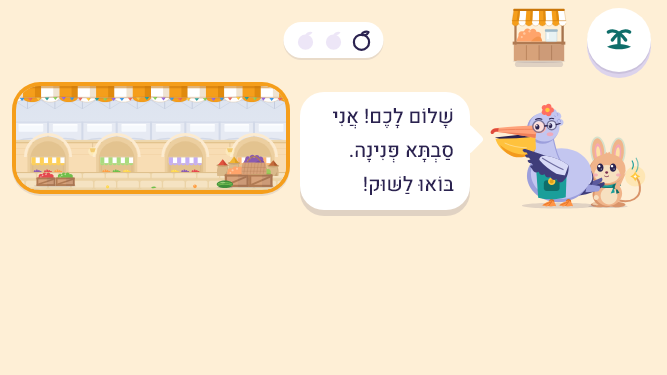 שָׁלוֹם לָכֶם! אֲנִי
סַבְתָּא פְּנִינָה.
בּוֹאוּ לַשּׁוּק!